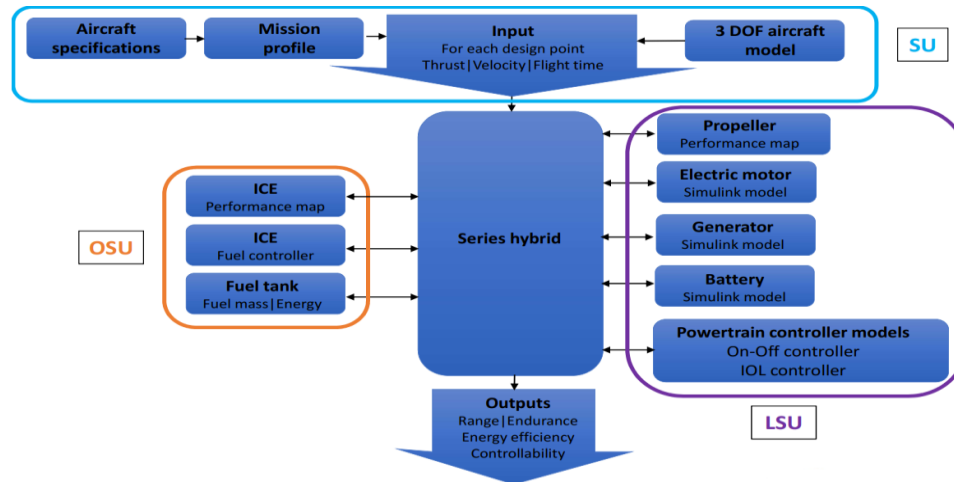 Aircraft
specifications
Mission
profile
Input
For each design point
Thrust|Velocity|Flight time
3 DOF aircraft
model
SU
ICE
Performance map
ICE
Fuel controller
Fuel tank
Fuel mass|Energy
OSU
Series hybrid
Propeller
Performance map
Electric motor
Simulink model
Generator
Simulink model
Battery
Simulink model
Powertrain controller models
On-Off controller
IOL controller
LSU
Outputs
Range|Endurance
Energy efficiency
Controllability